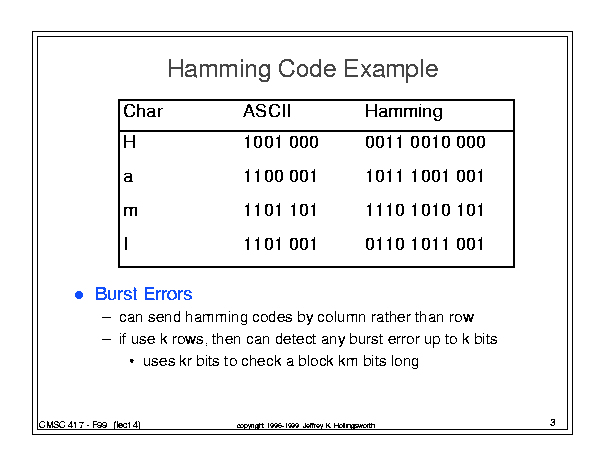 Hamming Code Example
Char ASCII Hamming
H 1001 000 0011 0010 000
a 1100 001 1011 1001 001
m 1101 101 1110 1010 101
I 1101 001 0110 1011 001
● Burst Errors
– can send hamming codes by column rather than row
– if use k rows, then can detect any burst error up to k bits
• uses kr bits to check a block km bits long
CMSC 417 - F99 (lect 4) copyright 1996-1999 Jeffrey K. Hollingsworth 3